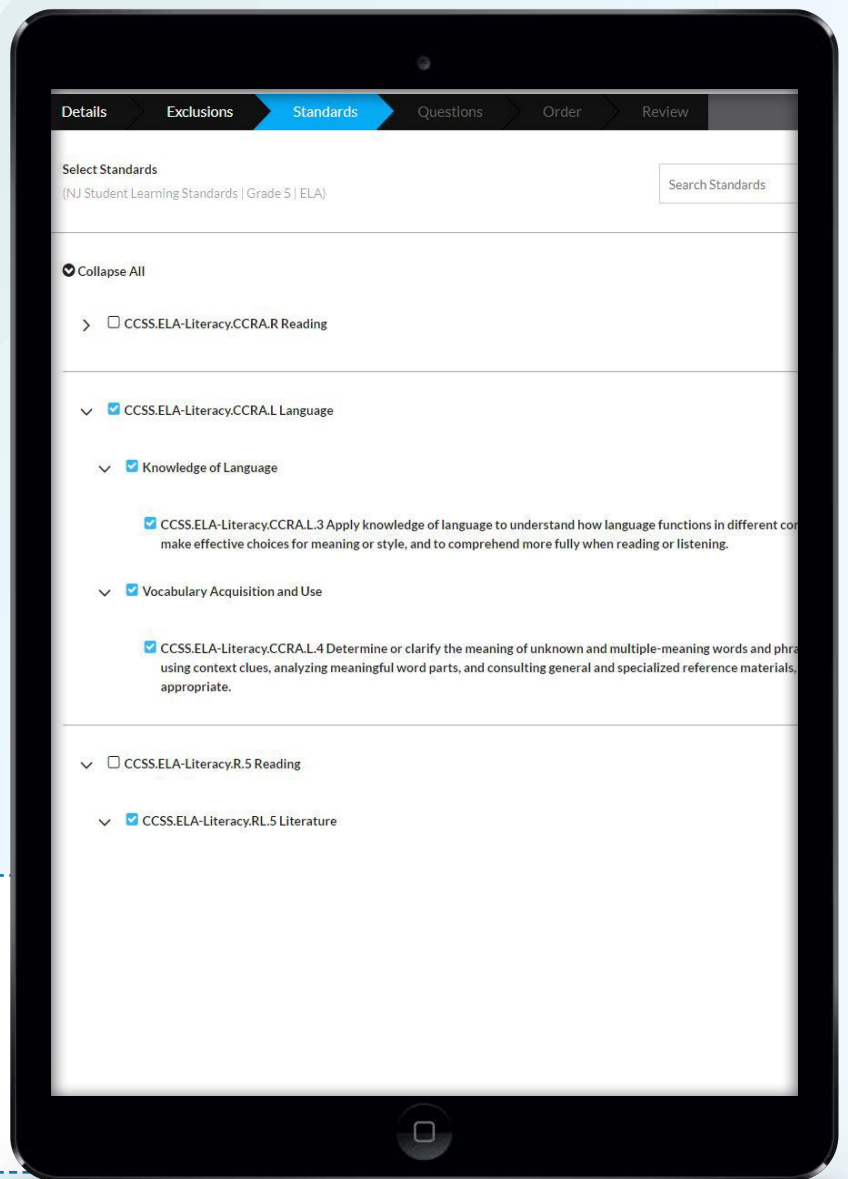 Details Exclusions Standards Questions Order Review
Select Standards
(NJ Student Learning Standards | Grade 5 | ELA)
Search Standards
Collapse All
CCSS.ELA-Literacy.CCRA.R Reading
CCSS.ELA-Literacy.CCRA.L Language
Knowledge of Language
CCSS.ELA-Literacy.CCRA.L.3 Apply knowledge of language to understand how language functions in different
make effective choices for meaning or style, and to comprehend more fully when reading or listening.
Vocabulary Acquisition and Use
CCSS.ELA-Literacy.CCRA.L.4 Determine or clarify the meaning of unknown and multiple-meaning words and
using context clues, analyzing meaningful word parts, and consulting general and specialized reference materials,
appropriate.
CCSS.ELA-Literacy.R.5 Reading
CCSS.ELA-Literacy.RL.5 Literature